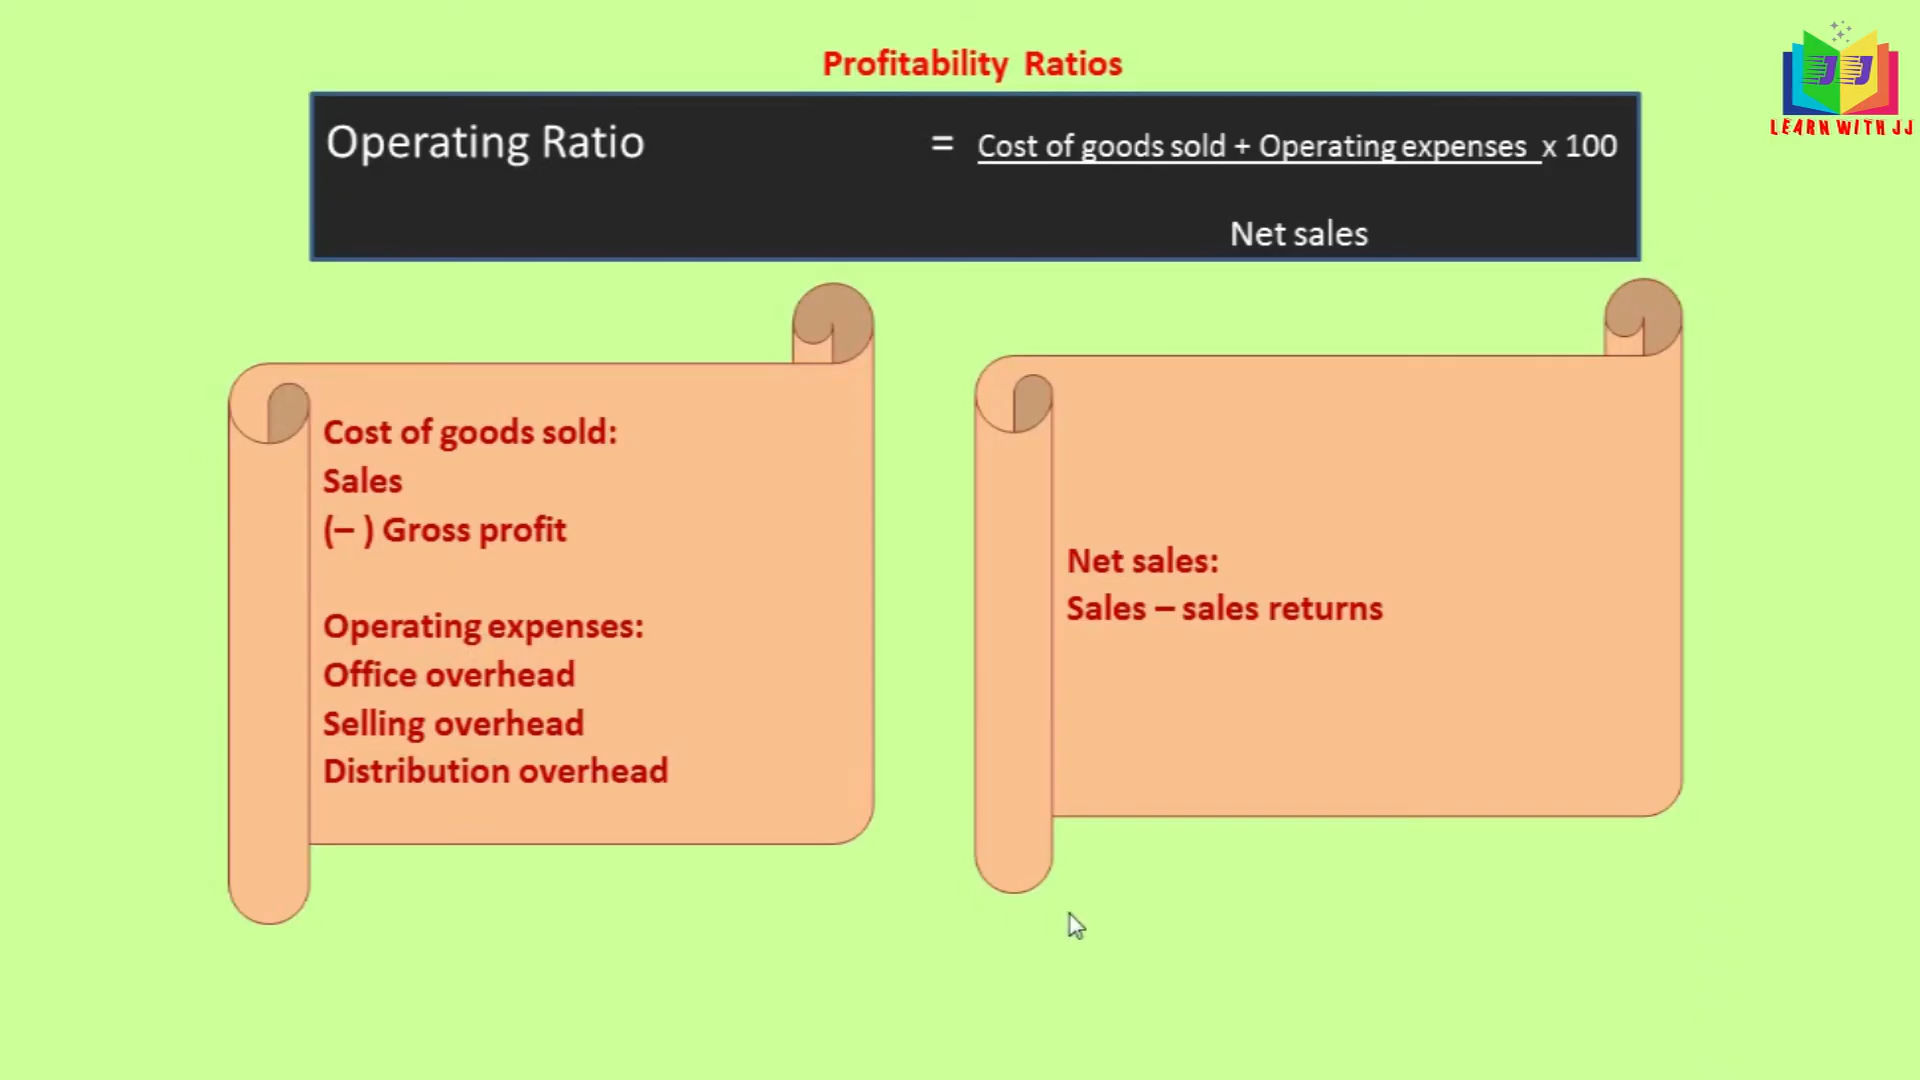 Profitability Ratios
LEARN WITH JJ
Operating Ratio = Cost of goods sold + Operating expenses x 100
Net sales
Cost of goods sold:
Sales
(– ) Gross profit
Operating expenses:
Office overhead
Selling overhead
Distribution overhead
Net sales:
Sales – sales returns